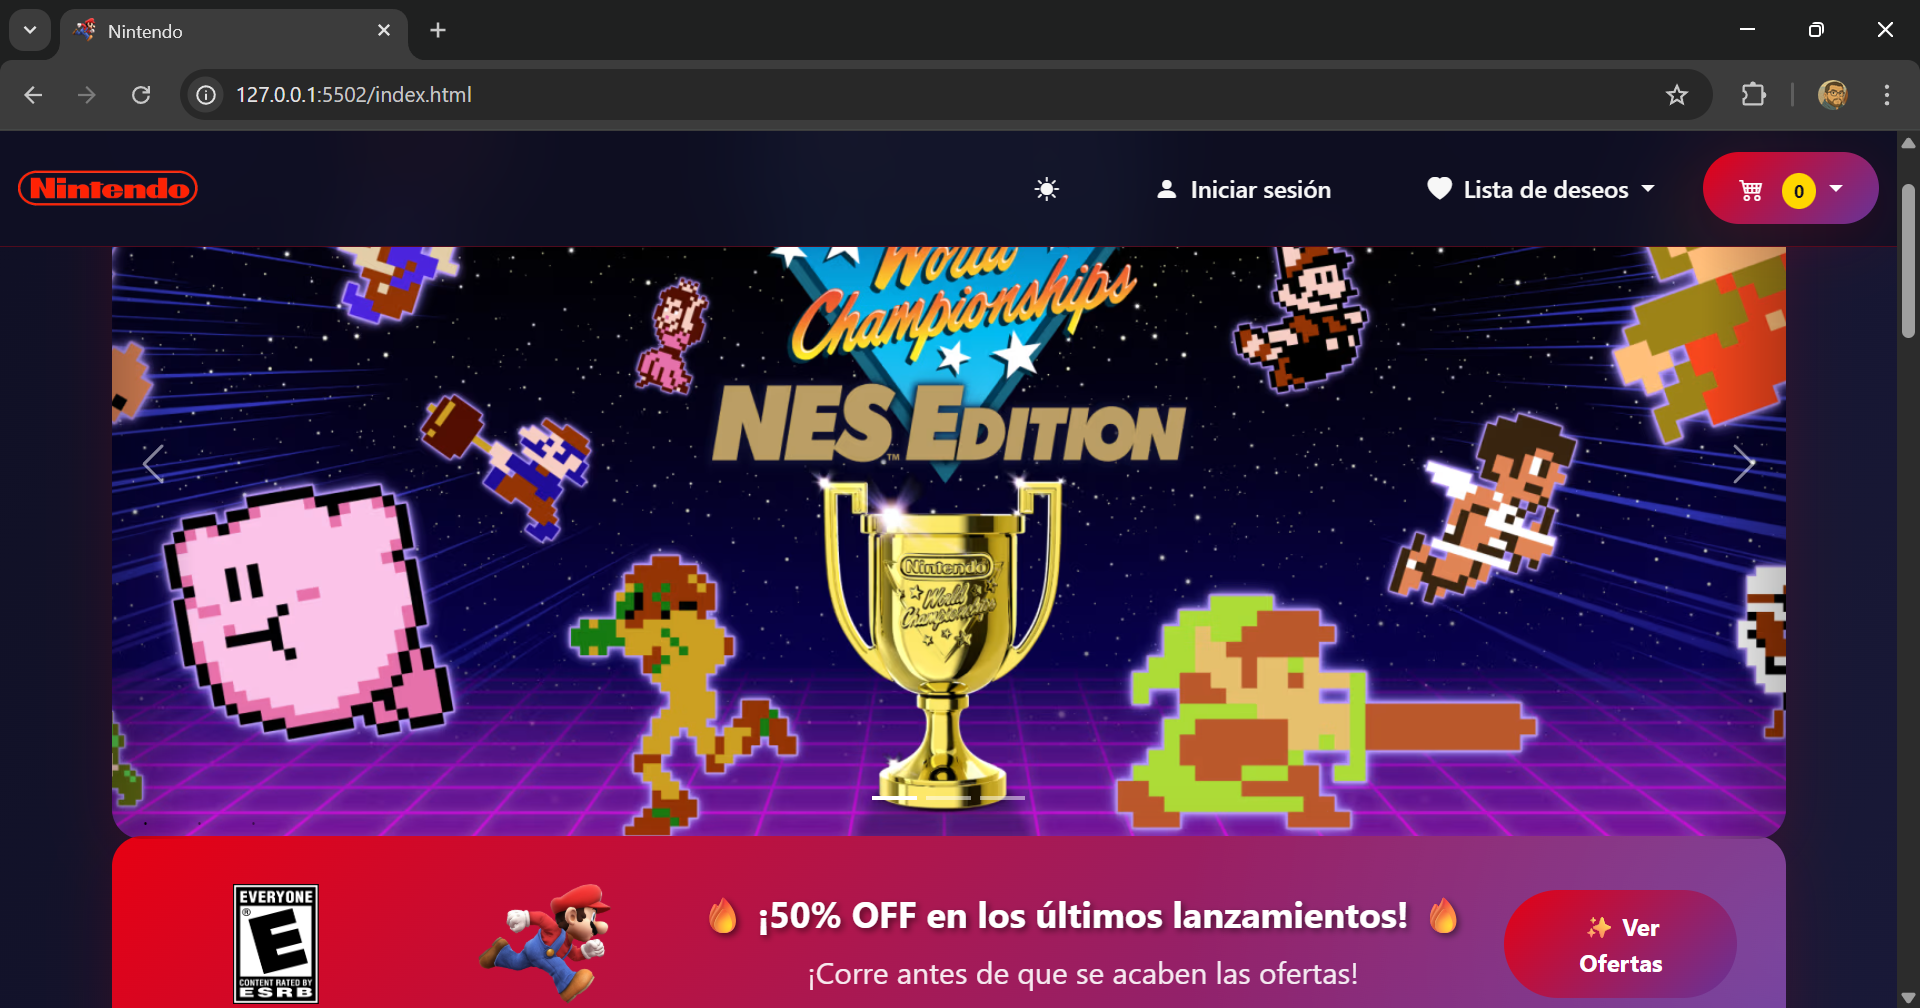 Nintendo
127.0.0.1:5502/index.html
Nintendo
Iniciar sesión
Lista de deseos
0
World
Championships
NES EDITION
™
Nintendo
World
Championships
EVERYONE
®
E
CONTENT RATED BY
ESRB
🔥 ¡50% OFF en los últimos lanzamientos! 🔥
¡Corre antes de que se acaben las ofertas!
✨ Ver
Ofertas